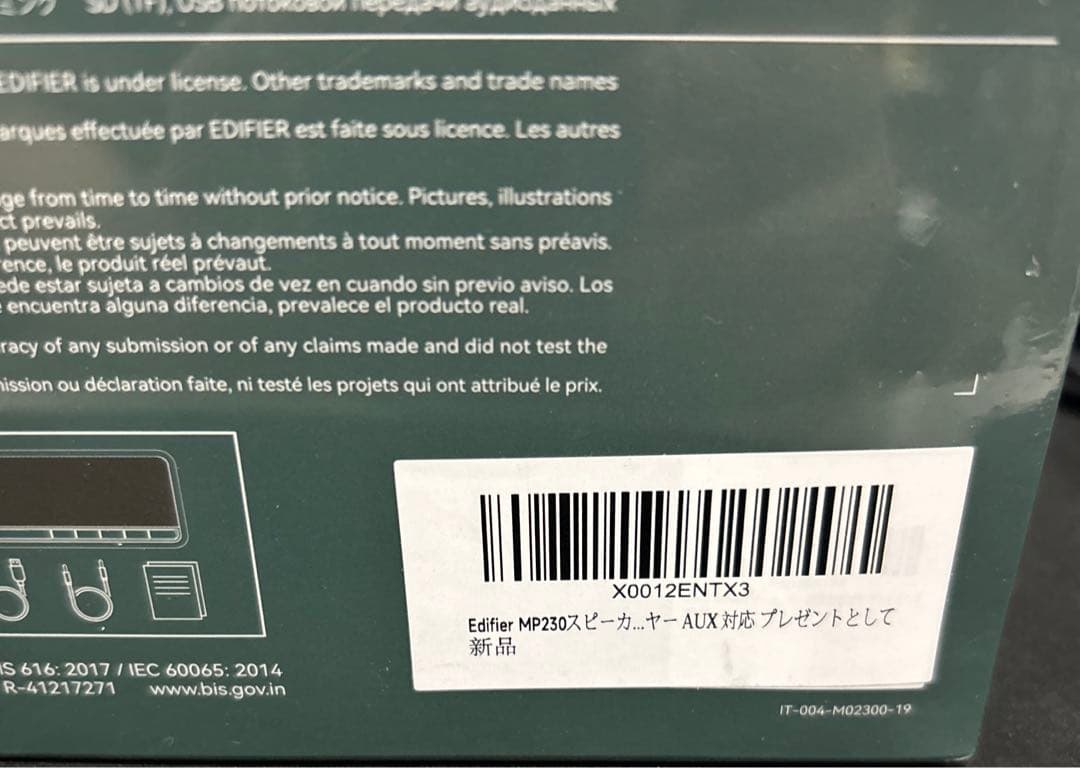 SD (TF), USB потоковой передачи аудиоданных
EDIFIER is under license. Other trademarks and trade names
arques effectuée par EDIFIER est faite sous licence. Les autres
ge from time to time without prior notice. Pictures, illustrations
ct prevails.
peuvent être sujets à changements à tout moment sans préavis.
rence, le produit réel prévaut.
ede estar sujeta a cambios de vez en cuando sin previo aviso. Los
encuentra alguna diferencia, prevalece el producto real.
racy of any submission or of any claims made and did not test the
nission ou déclaration faite, ni testé les projets qui ont attribué le prix.
X0012ENTX3
Edifier MP230スピーカ...ヤー AUX 対応 プレゼントとして
新品
IS 616: 2017 / IEC 60065: 2014
R-41217271 www.bis.gov.in
IT-004-M02300-19